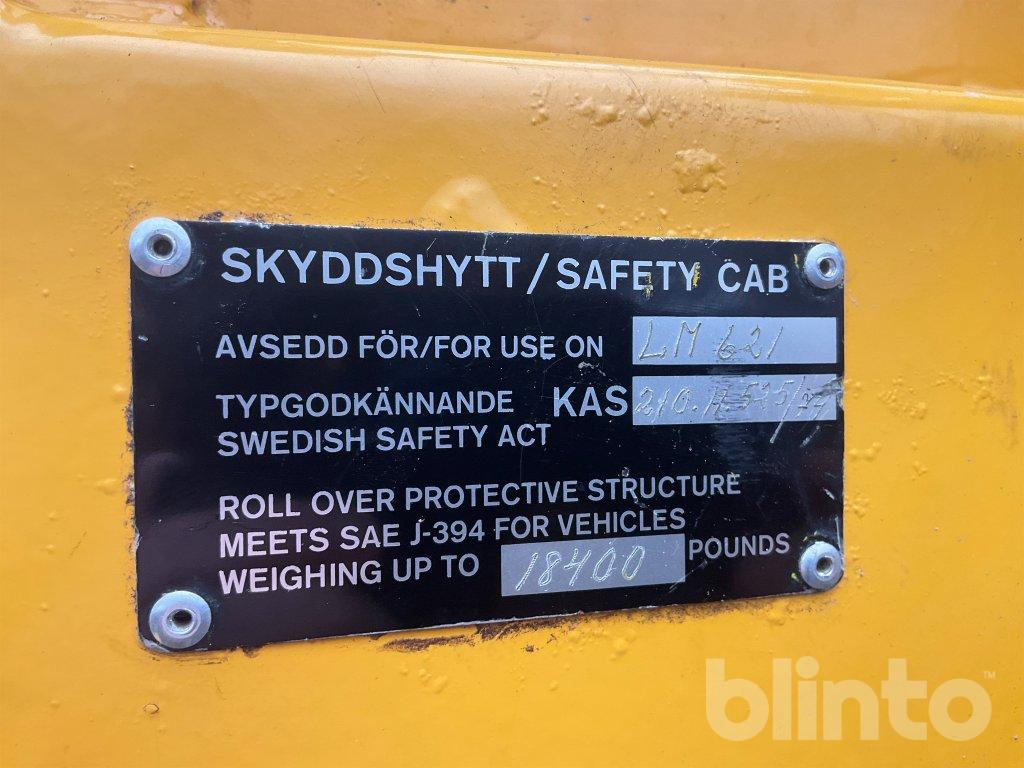 SKYDDSHYTT/SAFETY CAB
AVSEDD FÖR/FOR USE ON LM 621
TYPGODKÄNNANDE KAS
SWEDISH SAFETY ACT
ROLL OVER PROTECTIVE STRUCTURE
MEETS SAE J-394 FOR VEHICLES
WEIGHING UP TO 18400 POUNDS
blinto™